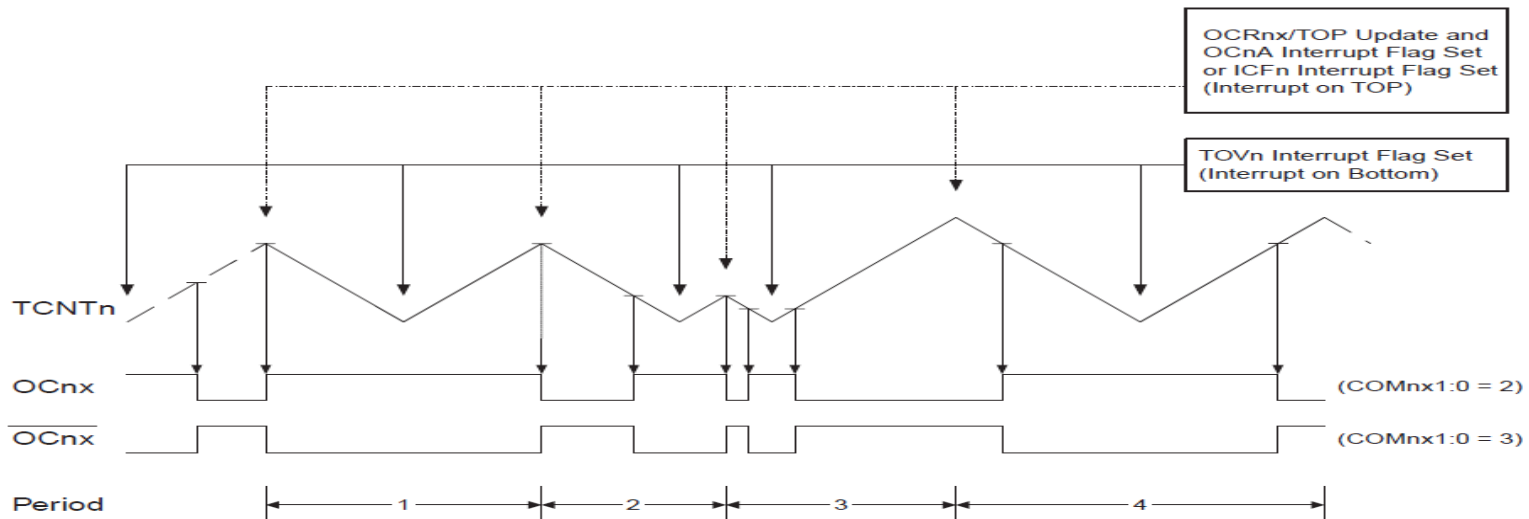 OCRnx/TOP Update and
OCnA Interrupt Flag Set
or ICFn Interrupt Flag Set
(Interrupt on TOP)
TOVn Interrupt Flag Set
(Interrupt on Bottom)
TCNTn
OCnx
(COMnx1:0 = 2)
OCnx
(COMnx1:0 = 3)
Period
1
2
3
4